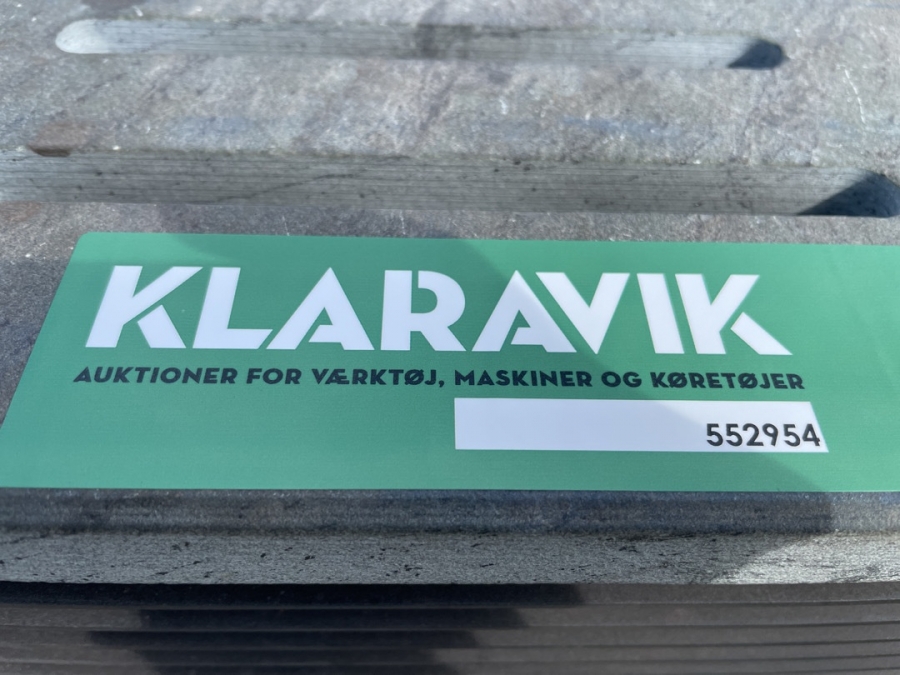 KLARAVIK
AUKTIONER FOR VÆRKTØJ, MASKINER OG KØRETØJER
552954